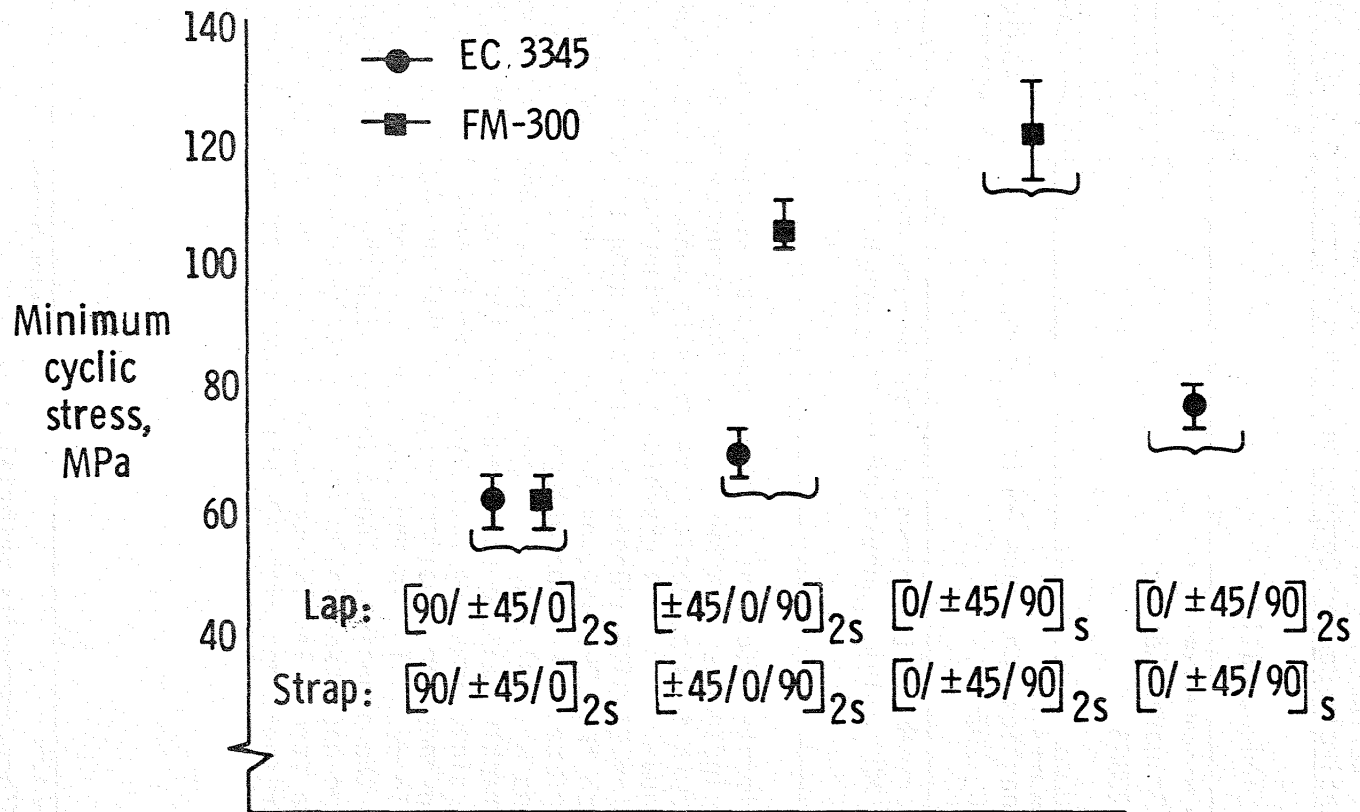 140
120
100
80
60
40
EC 3345
FM-300
Minimum
cyclic
stress,
MPa
Lap: [90/±45/0]2s [±45/0/90]2s [0/±45/90]s [0/±45/90]2s
Strap: [90/±45/0]2s [±45/0/90]2s [0/±45/90]2s [0/±45/90]s